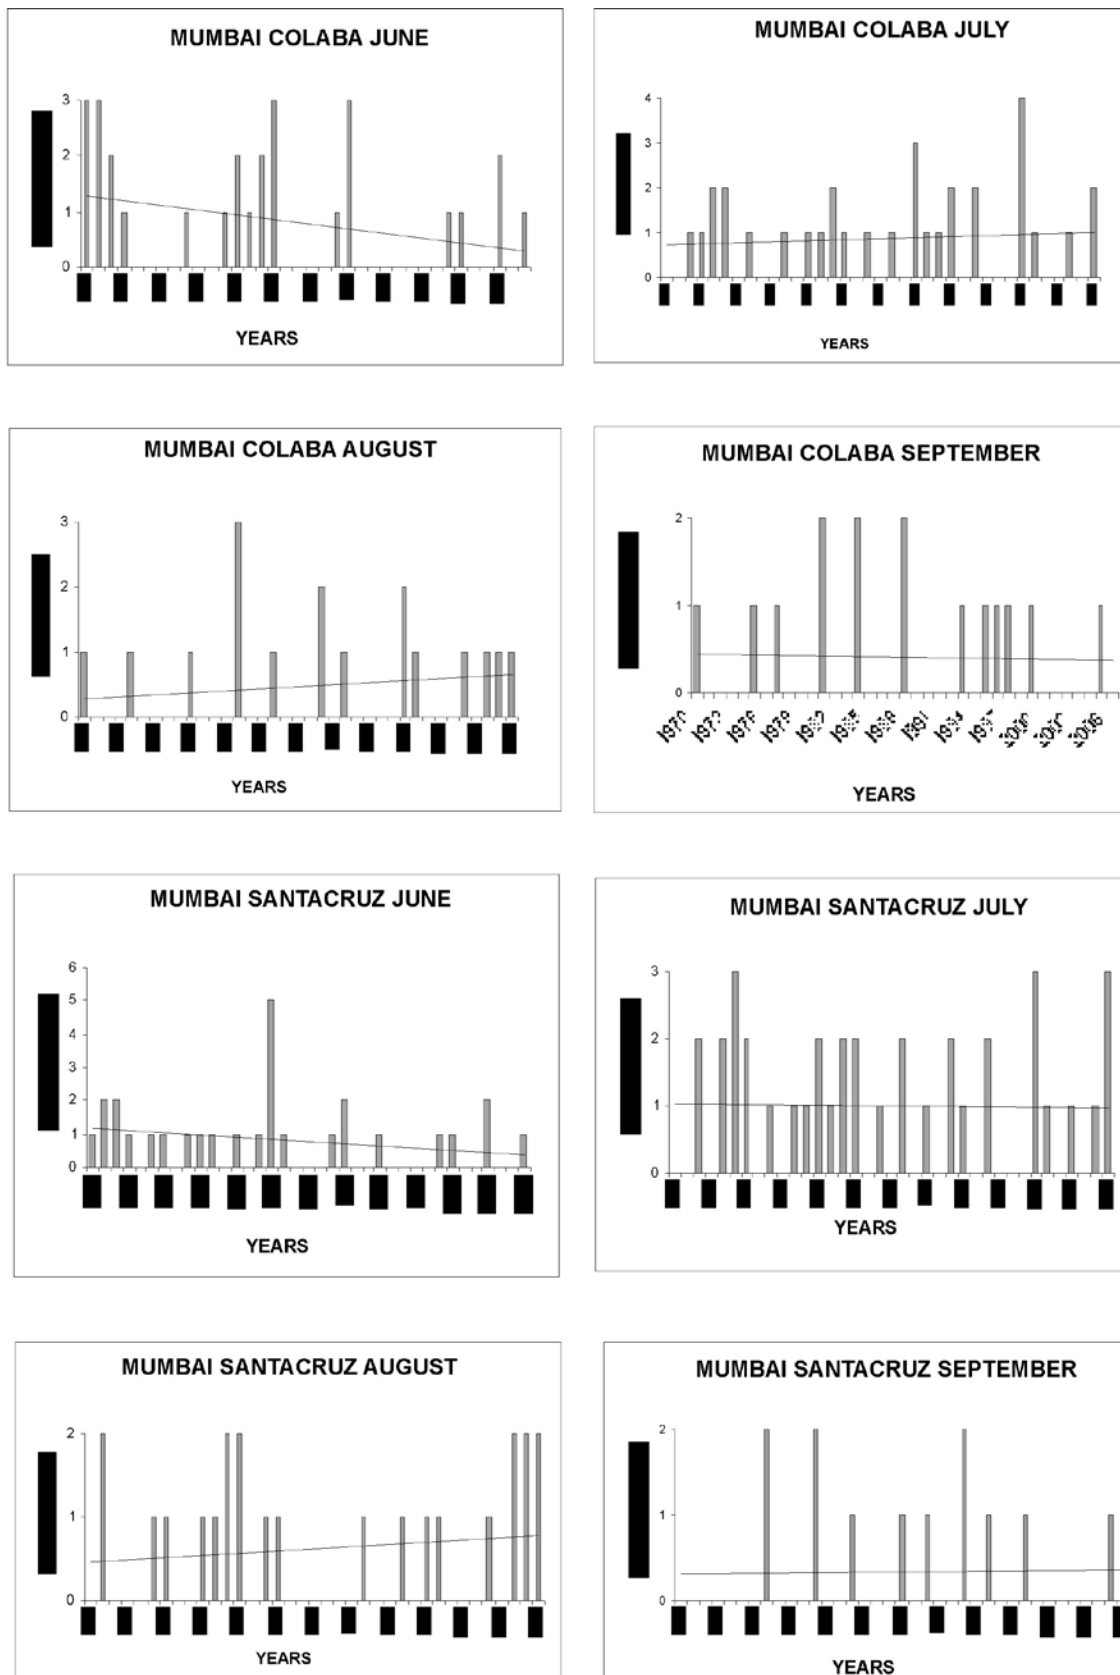 MUMBAI COLABA JUNE
3
2
1
0
YEARS
MUMBAI COLABA JULY
4
3
2
1
0
YEARS
MUMBAI COLABA AUGUST
3
2
1
0
YEARS
MUMBAI COLABA SEPTEMBER
2
1
0
YEARS
MUMBAI SANTACRUZ JUNE
6
5
4
3
2
1
0
YEARS
MUMBAI SANTACRUZ JULY
3
2
1
0
YEARS
MUMBAI SANTACRUZ AUGUST
2
1
0
YEARS
MUMBAI SANTACRUZ SEPTEMBER
2
1
0
YEARS